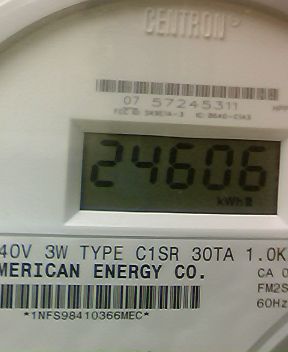 CENTRON
07 57245311
24606
kWh
40V 3W TYPE C1SR 30TA 1.0K
MERICAN ENERGY CO.
CA 0
FM2S
60Hz
*1NFS98410366MEC*